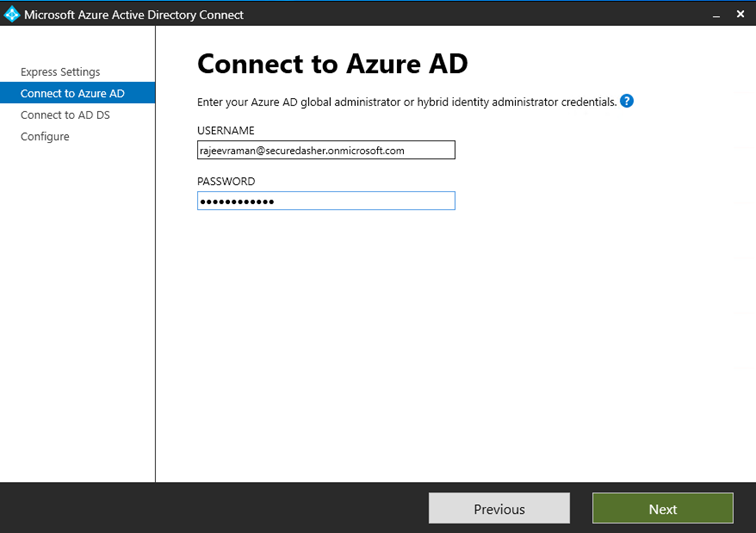 Microsoft Azure Active Directory Connect
Express Settings
Connect to Azure AD
Connect to AD DS
Configure
Connect to Azure AD
Enter your Azure AD global administrator or hybrid identity administrator credentials. ?
USERNAME
rajeevraman@securedasher.onmicrosoft.com
PASSWORD
••••••••••••
Previous
Next